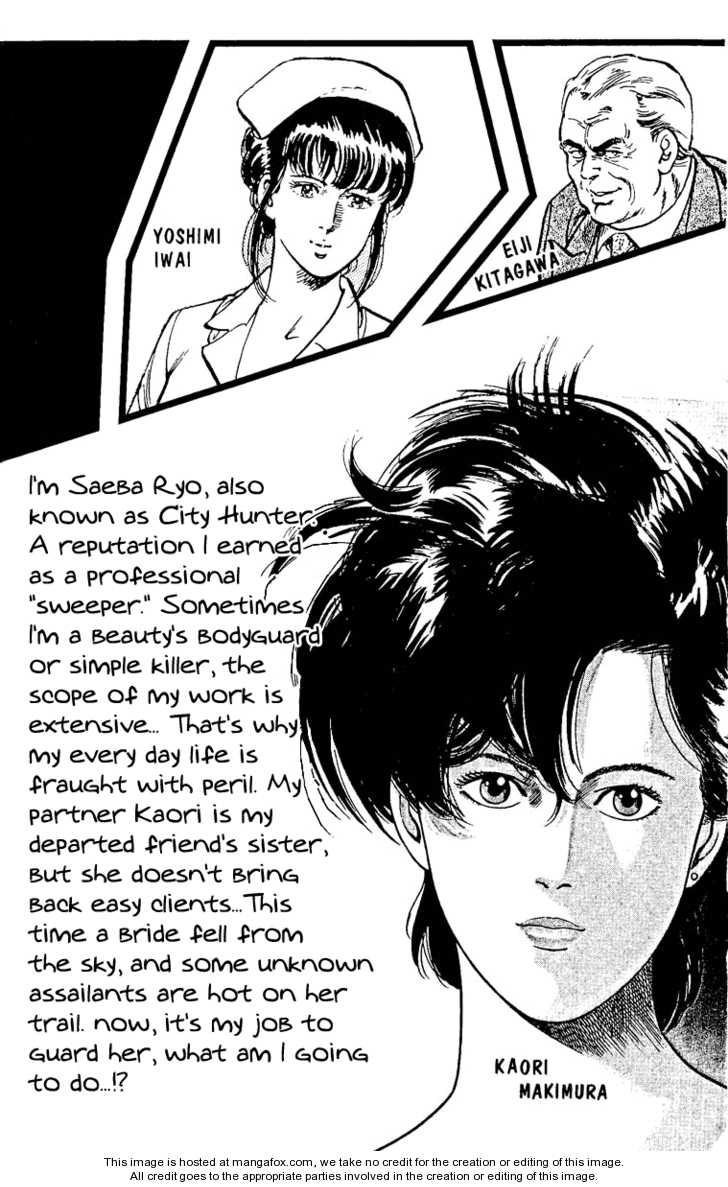 YOSHIMI
IWAI
EIJI
KITAGAWA
I'm Saeba Ryo, also
known as City Hunter.
A reputation I earned
as a professional
"sweeper." Sometimes
I'm a beauty's bodyguard
or simple killer, the
scope of my work is
extensive... That's why
my every day life is
fraught with peril. My
partner Kaori is my
departed friend's sister,
but she doesn't bring
back easy clients...This
time a bride fell from
the sky, and some unknown
assailants are hot on her
trail. now, it's my job to
guard her, what am I going
to do...!?
KAORI
MAKIMURA
This image is hosted at mangafox.com, we take no credit for the creation or editing of this image.
All credit goes to the appropriate parties involved in the creation or editing of this image.